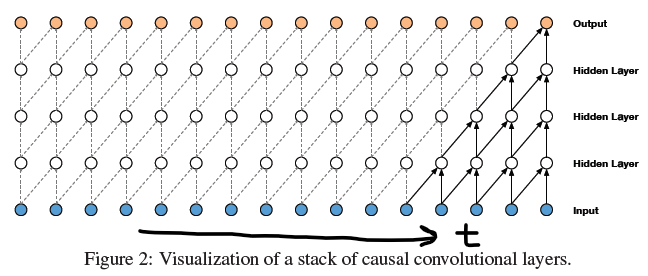 Output
Hidden Layer
Hidden Layer
Hidden Layer
Input
t
Figure 2: Visualization of a stack of causal convolutional layers.